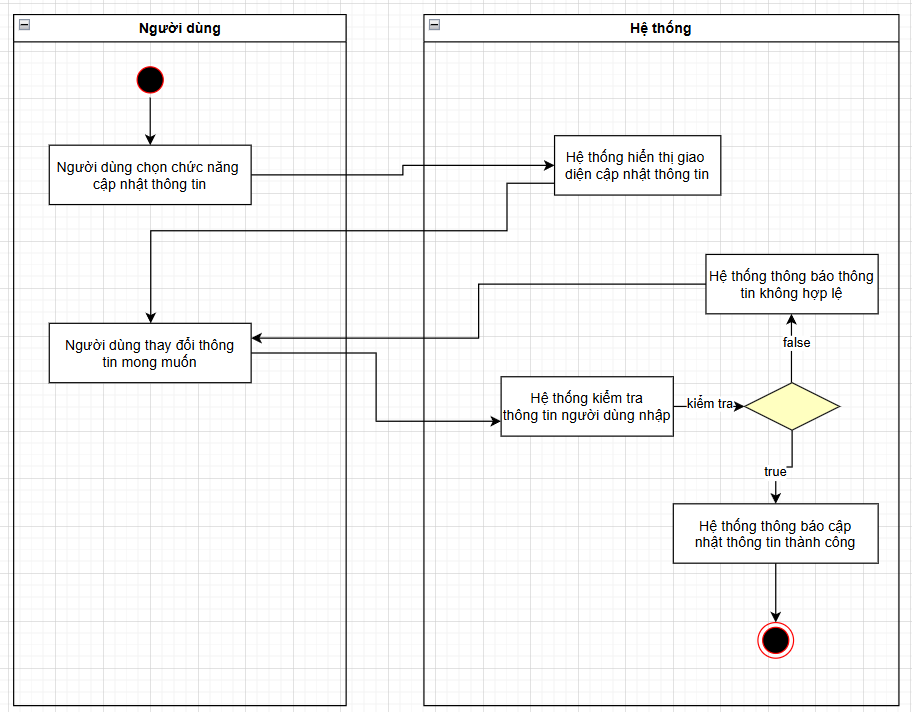 Người dùng
Hệ thống
Người dùng chọn chức năng
cập nhật thông tin
Hệ thống hiển thị giao
diện cập nhật thông tin
Hệ thống thông báo thông
tin không hợp lệ
Người dùng thay đổi thông
tin mong muốn
false
Hệ thống kiểm tra
thông tin người dùng nhập
kiểm tra
true
Hệ thống thông báo cập
nhật thông tin thành công